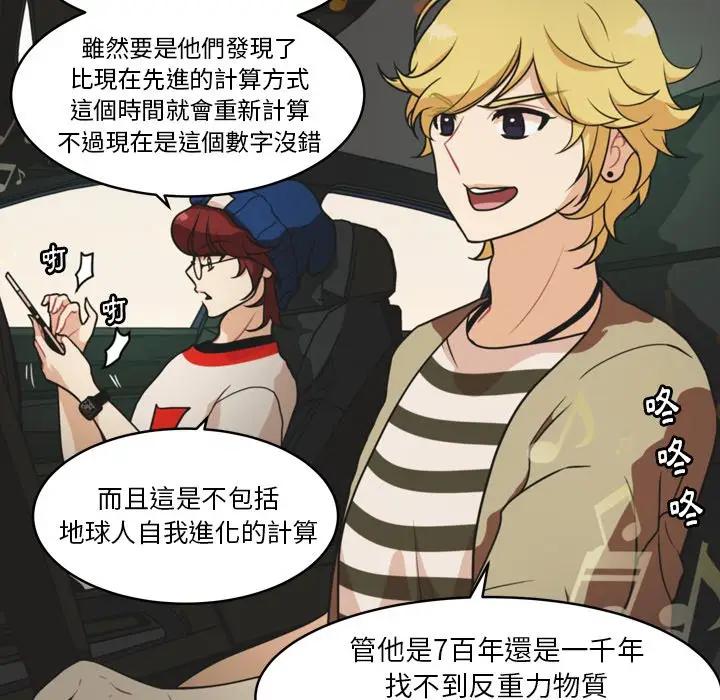 雖然要是他們發現了
比現在先進的計算方式
這個時間就會重新計算
不過現在是這個數字沒錯
叮
叮
咚
咚
咚
而且這是不包括
地球人自我進化的計算
管他是7百年還是一千年
找不到反重力物質